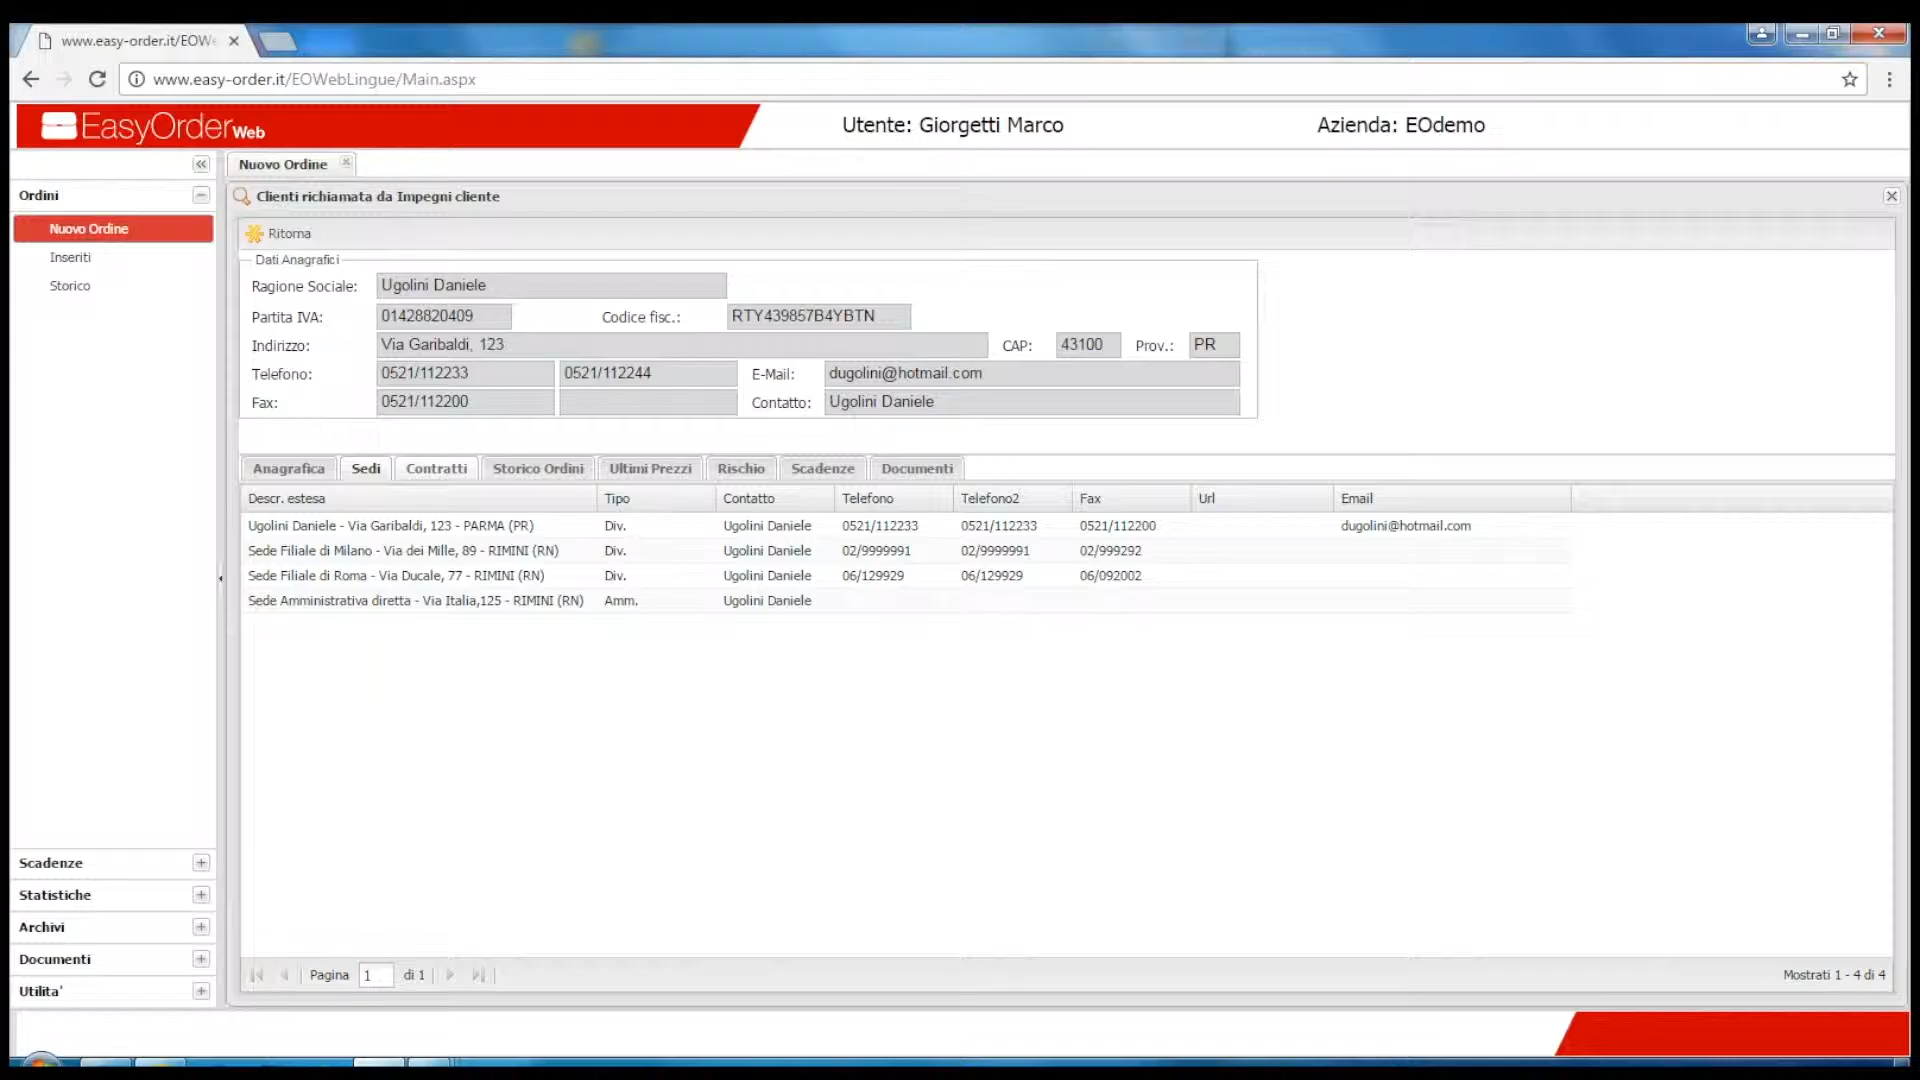 www.easy-order.it/EOWe
www.easy-order.it/EOWebLingue/Main.aspx
EasyOrder Web
Utente: Giorgetti Marco
Azienda: EOdemo
Nuovo Ordine
Ordini
Nuovo Ordine
Inseriti
Storico
Clienti richiamata da Impegni cliente
Ritorna
Dati Anagrafici
Ragione Sociale: Ugolini Daniele
Partita IVA: 01428820409 Codice fisc.: RTY439857B4YBTN
Indirizzo: Via Garibaldi, 123 CAP: 43100 Prov.: PR
Telefono: 0521/112233 0521/112244 E-Mail: dugolini@hotmail.com
Fax: 0521/112200 Contatto: Ugolini Daniele
Anagrafica Sedi Contratti Storico Ordini Ultimi Prezzi Rischio Scadenze Documenti
Descr. estesa Tipo Contatto Telefono Telefono2 Fax Url Email
Ugolini Daniele - Via Garibaldi, 123 - PARMA (PR) Div. Ugolini Daniele 0521/112233 0521/112233 0521/112200 dugolini@hotmail.com
Sede Filiale di Milano - Via dei Mille, 89 - RIMINI (RN) Div. Ugolini Daniele 02/9999991 02/9999991 02/999292
Sede Filiale di Roma - Via Ducale, 77 - RIMINI (RN) Div. Ugolini Daniele 06/129929 06/129929 06/092002
Sede Amministrativa diretta - Via Italia,125 - RIMINI (RN) Amm. Ugolini Daniele
Scadenze
Statistiche
Archivi
Documenti
Utilita'
Pagina 1 di 1
Mostrati 1 - 4 di 4